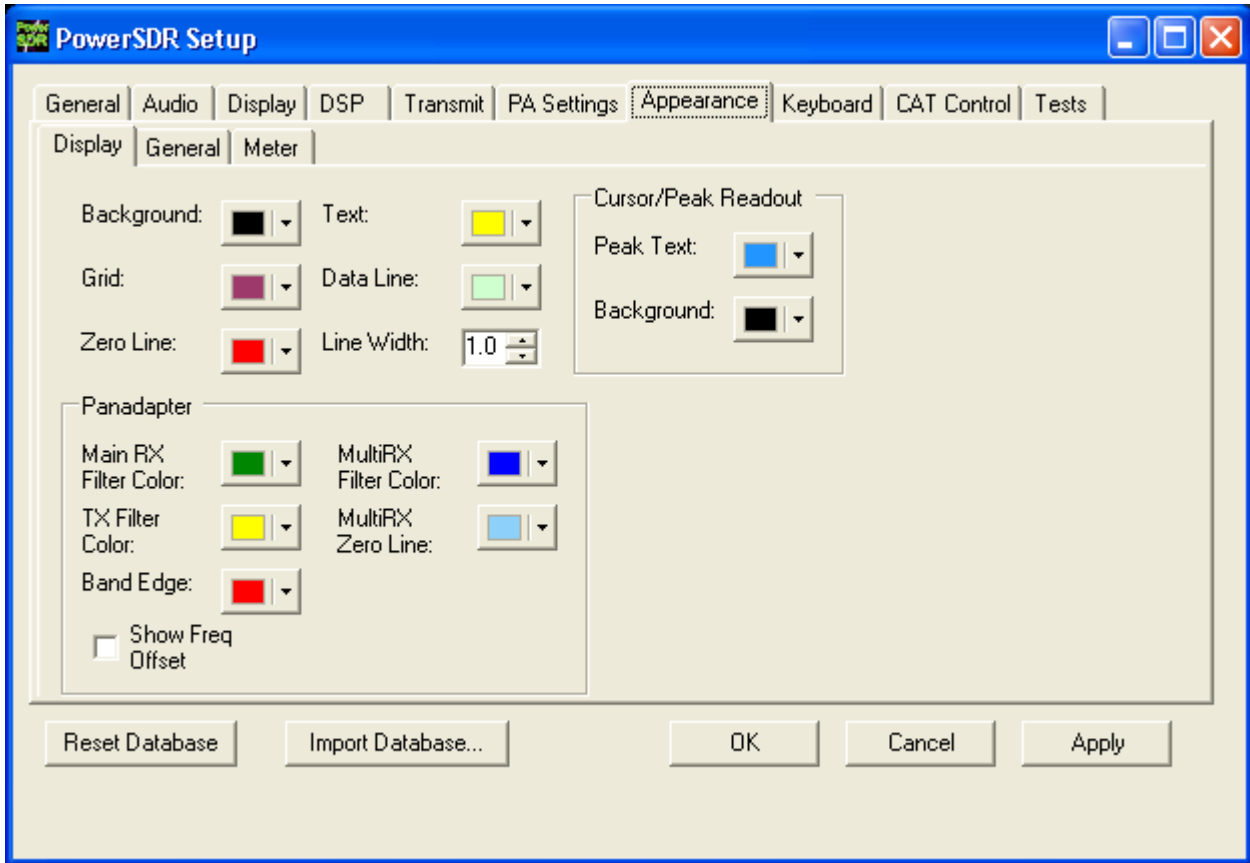 Power SDR PowerSDR Setup
General Audio Display DSP Transmit PA Settings Appearance Keyboard CAT Control Tests
Display General Meter
Background: Text:
Grid: Data Line:
Zero Line: Line Width: 1.0
Cursor/Peak Readout
Peak Text:
Background:
Panadapter
Main RX
Filter Color:
MultiRX
Filter Color:
TX Filter
Color:
MultiRX
Zero Line:
Band Edge:
Show Freq
Offset
Reset Database Import Database... OK Cancel Apply